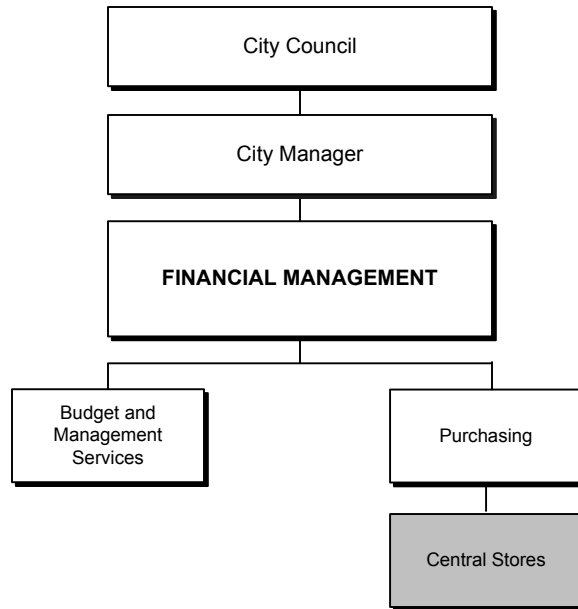 City Council
City Manager
FINANCIAL MANAGEMENT
Budget and
Management
Services
Purchasing
Central Stores